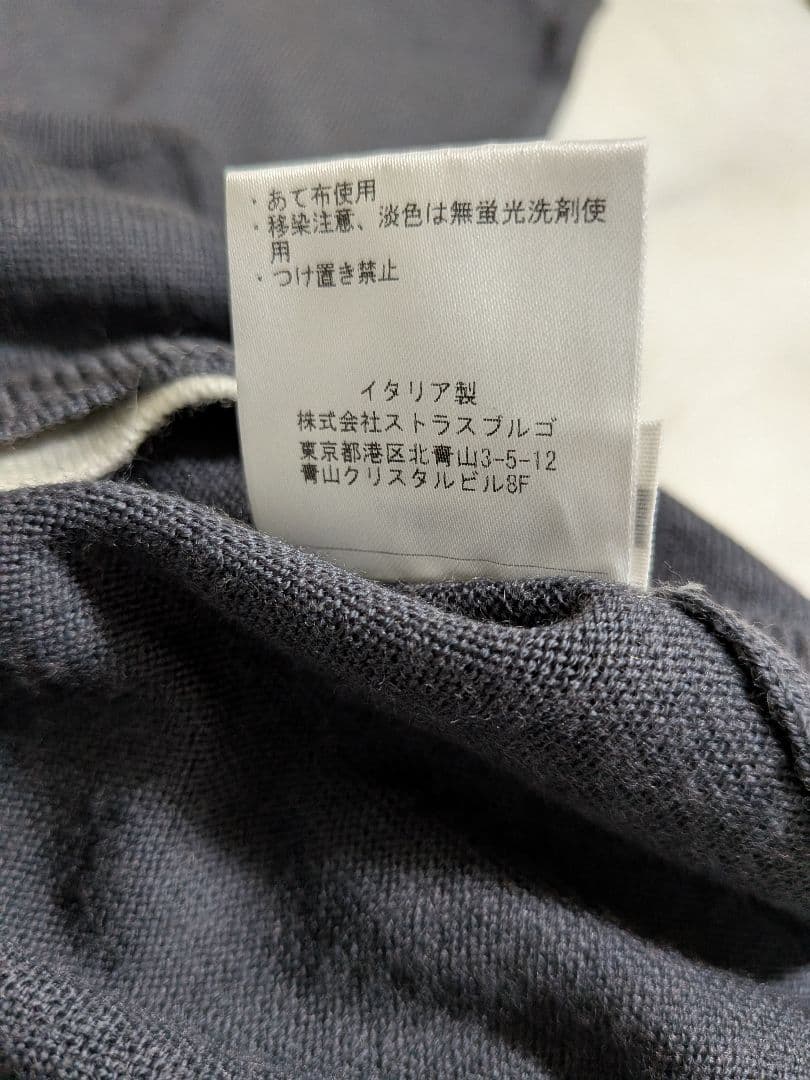 ・あて布使用
・移染注意、淡色は無蛍光洗剤使
用
・つけ置き禁止
イタリア製
株式会社ストラスブルゴ
東京都港区北青山3-5-12
青山クリスタルビル8F